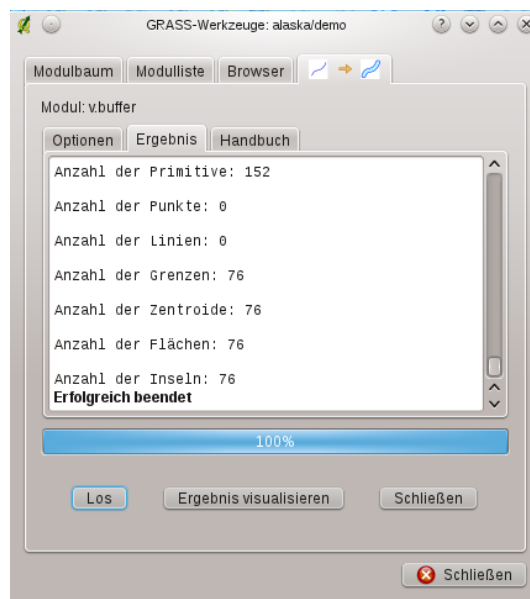 GRASS-Werkzeuge: alaska/demo
Modulbaum Modulliste Browser
Modul: v.buffer
Optionen Ergebnis Handbuch
Anzahl der Primitive: 152
Anzahl der Punkte: 0
Anzahl der Linien: 0
Anzahl der Grenzen: 76
Anzahl der Zentroide: 76
Anzahl der Flächen: 76
Anzahl der Inseln: 76
Erfolgreich beendet
100%
Los Ergebnis visualisieren Schließen
Schließen